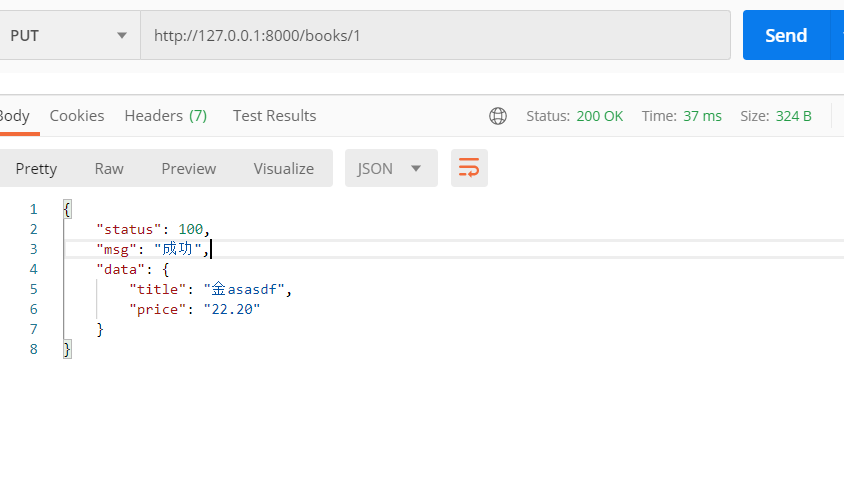 PUT http://127.0.0.1:8000/books/1 Send
Body Cookies Headers (7) Test Results Status: 200 OK Time: 37 ms Size: 324 B
Pretty Raw Preview Visualize JSON
1 {
2 "status": 100,
3 "msg": "成功",
4 "data": {
5 "title": "金asasdf",
6 "price": "22.20"
7 }
8 }